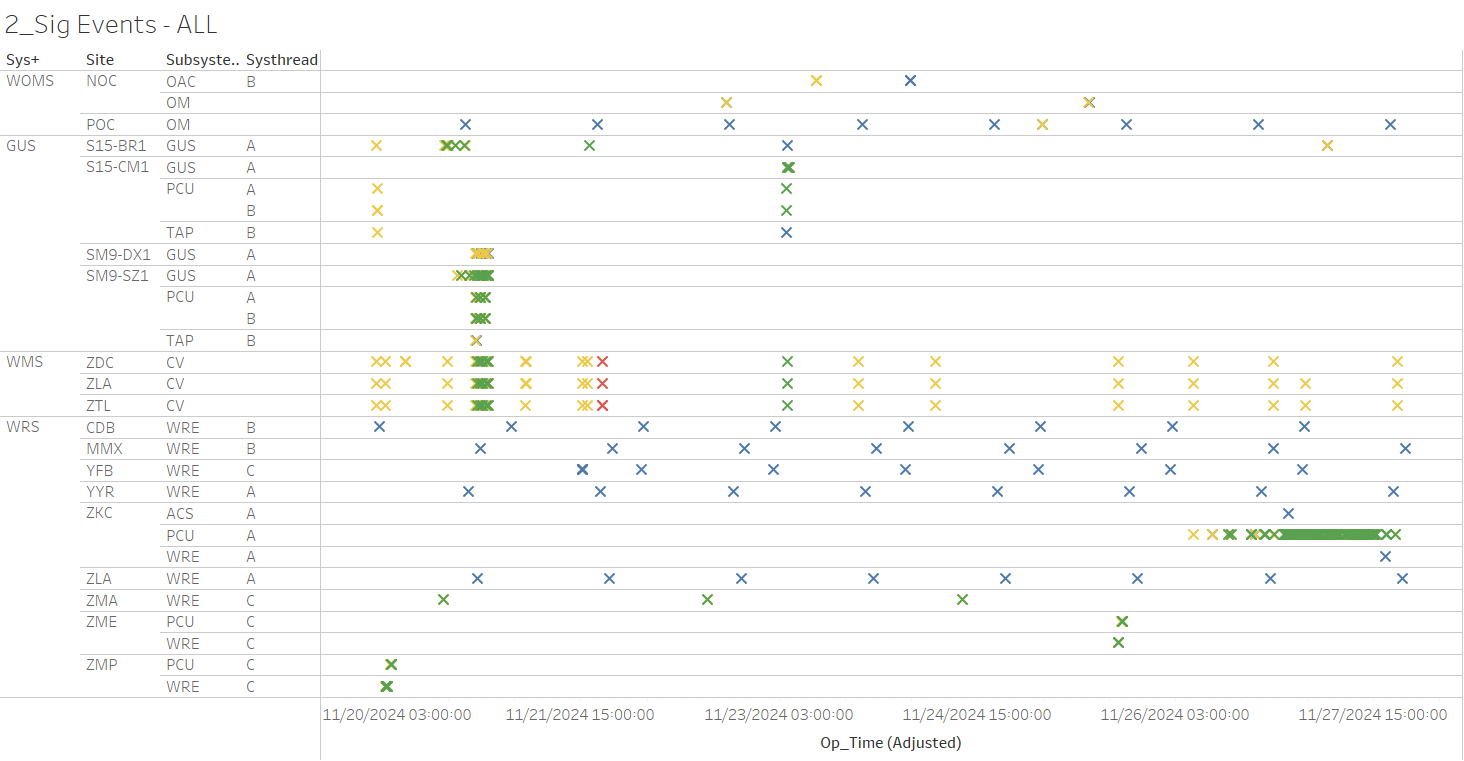 2_Sig Events - ALL
Sys+ Site Subsyste.. Systhread
WOMS NOC OAC B
OM
POC OM
GUS S15-BR1 GUS A
S15-CM1 GUS A
PCU A
B
TAP B
SM9-DX1 GUS A
SM9-SZ1 GUS A
PCU A
B
TAP B
WMS ZDC CV
ZLA CV
ZTL CV
WRS CDB WRE B
MMX WRE B
YFB WRE C
YYR WRE A
ZKC ACS A
PCU A
WRE A
ZLA WRE A
ZMA WRE C
ZME PCU C
WRE C
ZMP PCU C
WRE C
11/20/2024 03:00:00 11/21/2024 15:00:00 11/23/2024 03:00:00 11/24/2024 15:00:00 11/26/2024 03:00:00 11/27/2024 15:00:00
Op_Time (Adjusted)